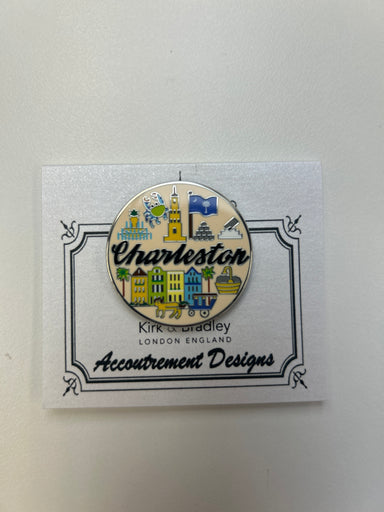 Charleston
Kirk & Bradley
LONDON ENGLAND
Accoutrement Designs